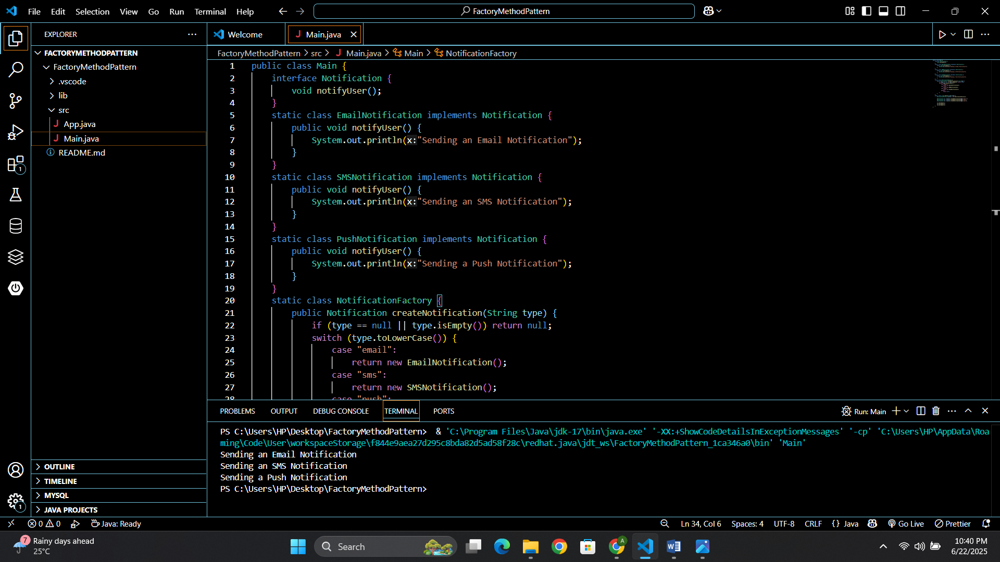 File Edit Selection View Go Run Terminal Help
FactoryMethodPattern
EXPLORER
Welcome
J Main.java
FACTORYMETHODPATTERN
FactoryMethodPattern
.vscode
lib
src
J App.java
J Main.java
README.md
OUTLINE
TIMELINE
MYSQL
JAVA PROJECTS
1
1
FactoryMethodPattern > src > J Main.java > Main > NotificationFactory
1 public class Main {
2 interface Notification {
3 void notifyUser();
4 }
5 static class EmailNotification implements Notification {
6 public void notifyUser() {
7 System.out.println(x:"Sending an Email Notification");
8 }
9 }
10 static class SMSNotification implements Notification {
11 public void notifyUser() {
12 System.out.println(x:"Sending an SMS Notification");
13 }
14 }
15 static class PushNotification implements Notification {
16 public void notifyUser() {
17 System.out.println(x:"Sending a Push Notification");
18 }
19 }
20 static class NotificationFactory {
21 public Notification createNotification(String type) {
22 if (type == null || type.isEmpty()) return null;
23 switch (type.toLowerCase()) {
24 case "email":
25 return new EmailNotification();
26 case "sms":
27 return new SMSNotification();
28 case "push":
PROBLEMS OUTPUT DEBUG CONSOLE TERMINAL PORTS
Run: Main
PS C:\Users\HP\Desktop\FactoryMethodPattern>  & 'C:\Program Files\Java\jdk-17\bin\java.exe' '-XX:+ShowCodeDetailsInExceptionMessages' '-cp' 'C:\Users\HP\AppData\Roa
ming\Code\User\workspaceStorage\f844e9aea27d295c8bda82d5ad58f28c\redhat.java\jdt_ws\FactoryMethodPattern_1ca346a0\bin' 'Main'
Sending an Email Notification
Sending an SMS Notification
Sending a Push Notification
PS C:\Users\HP\Desktop\FactoryMethodPattern>
0 0 Java: Ready
Ln 34, Col 6 Spaces: 4 UTF-8 CRLF {} Java Go Live Prettier
7 Rainy days ahead
25°C
Search
A
10:40 PM
6/22/2025